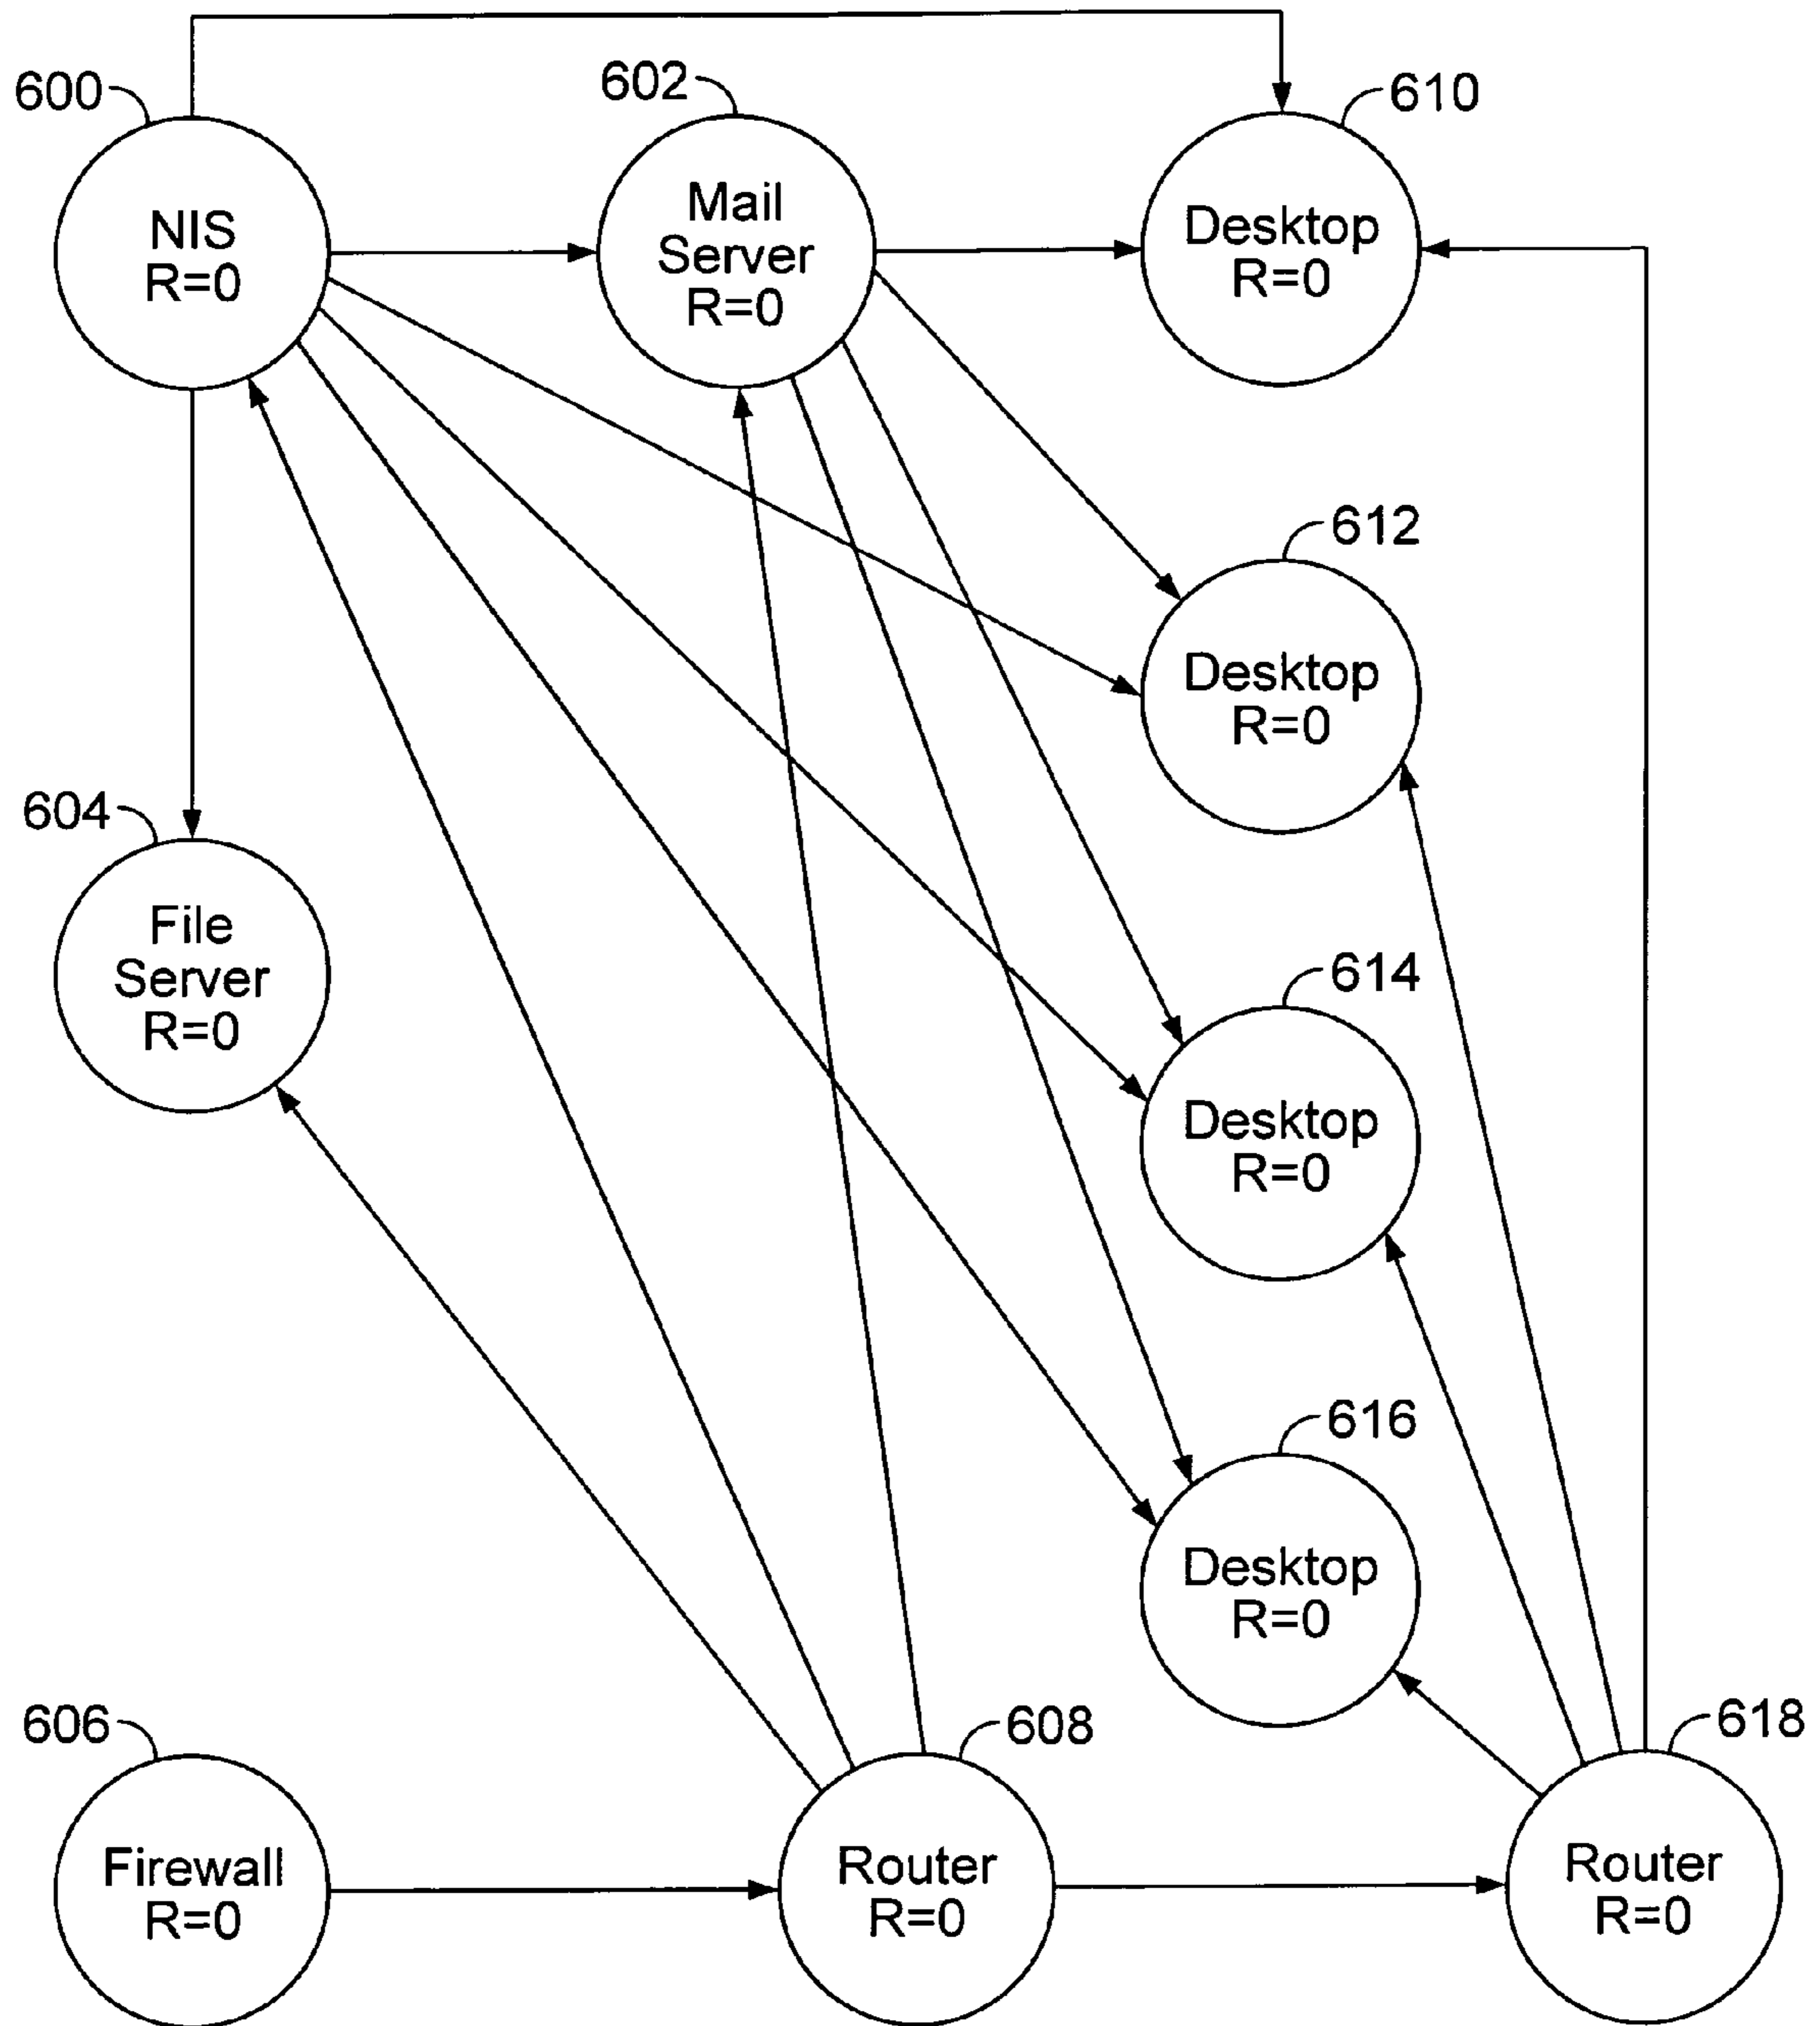 600
602
610
NIS
R=0
Mail
Server
R=0
Desktop
R=0
612
Desktop
R=0
604
File
Server
R=0
614
Desktop
R=0
616
Desktop
R=0
606
608
618
Firewall
R=0
Router
R=0
Router
R=0